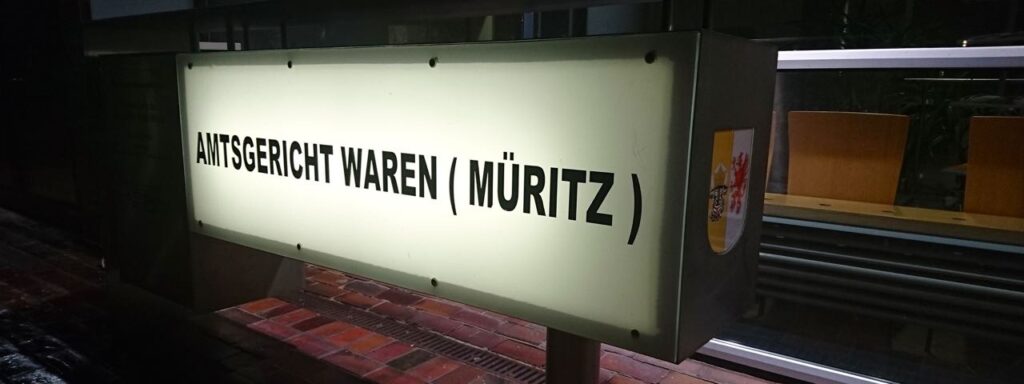 AMTSGERICHT WAREN ( MÜRITZ )